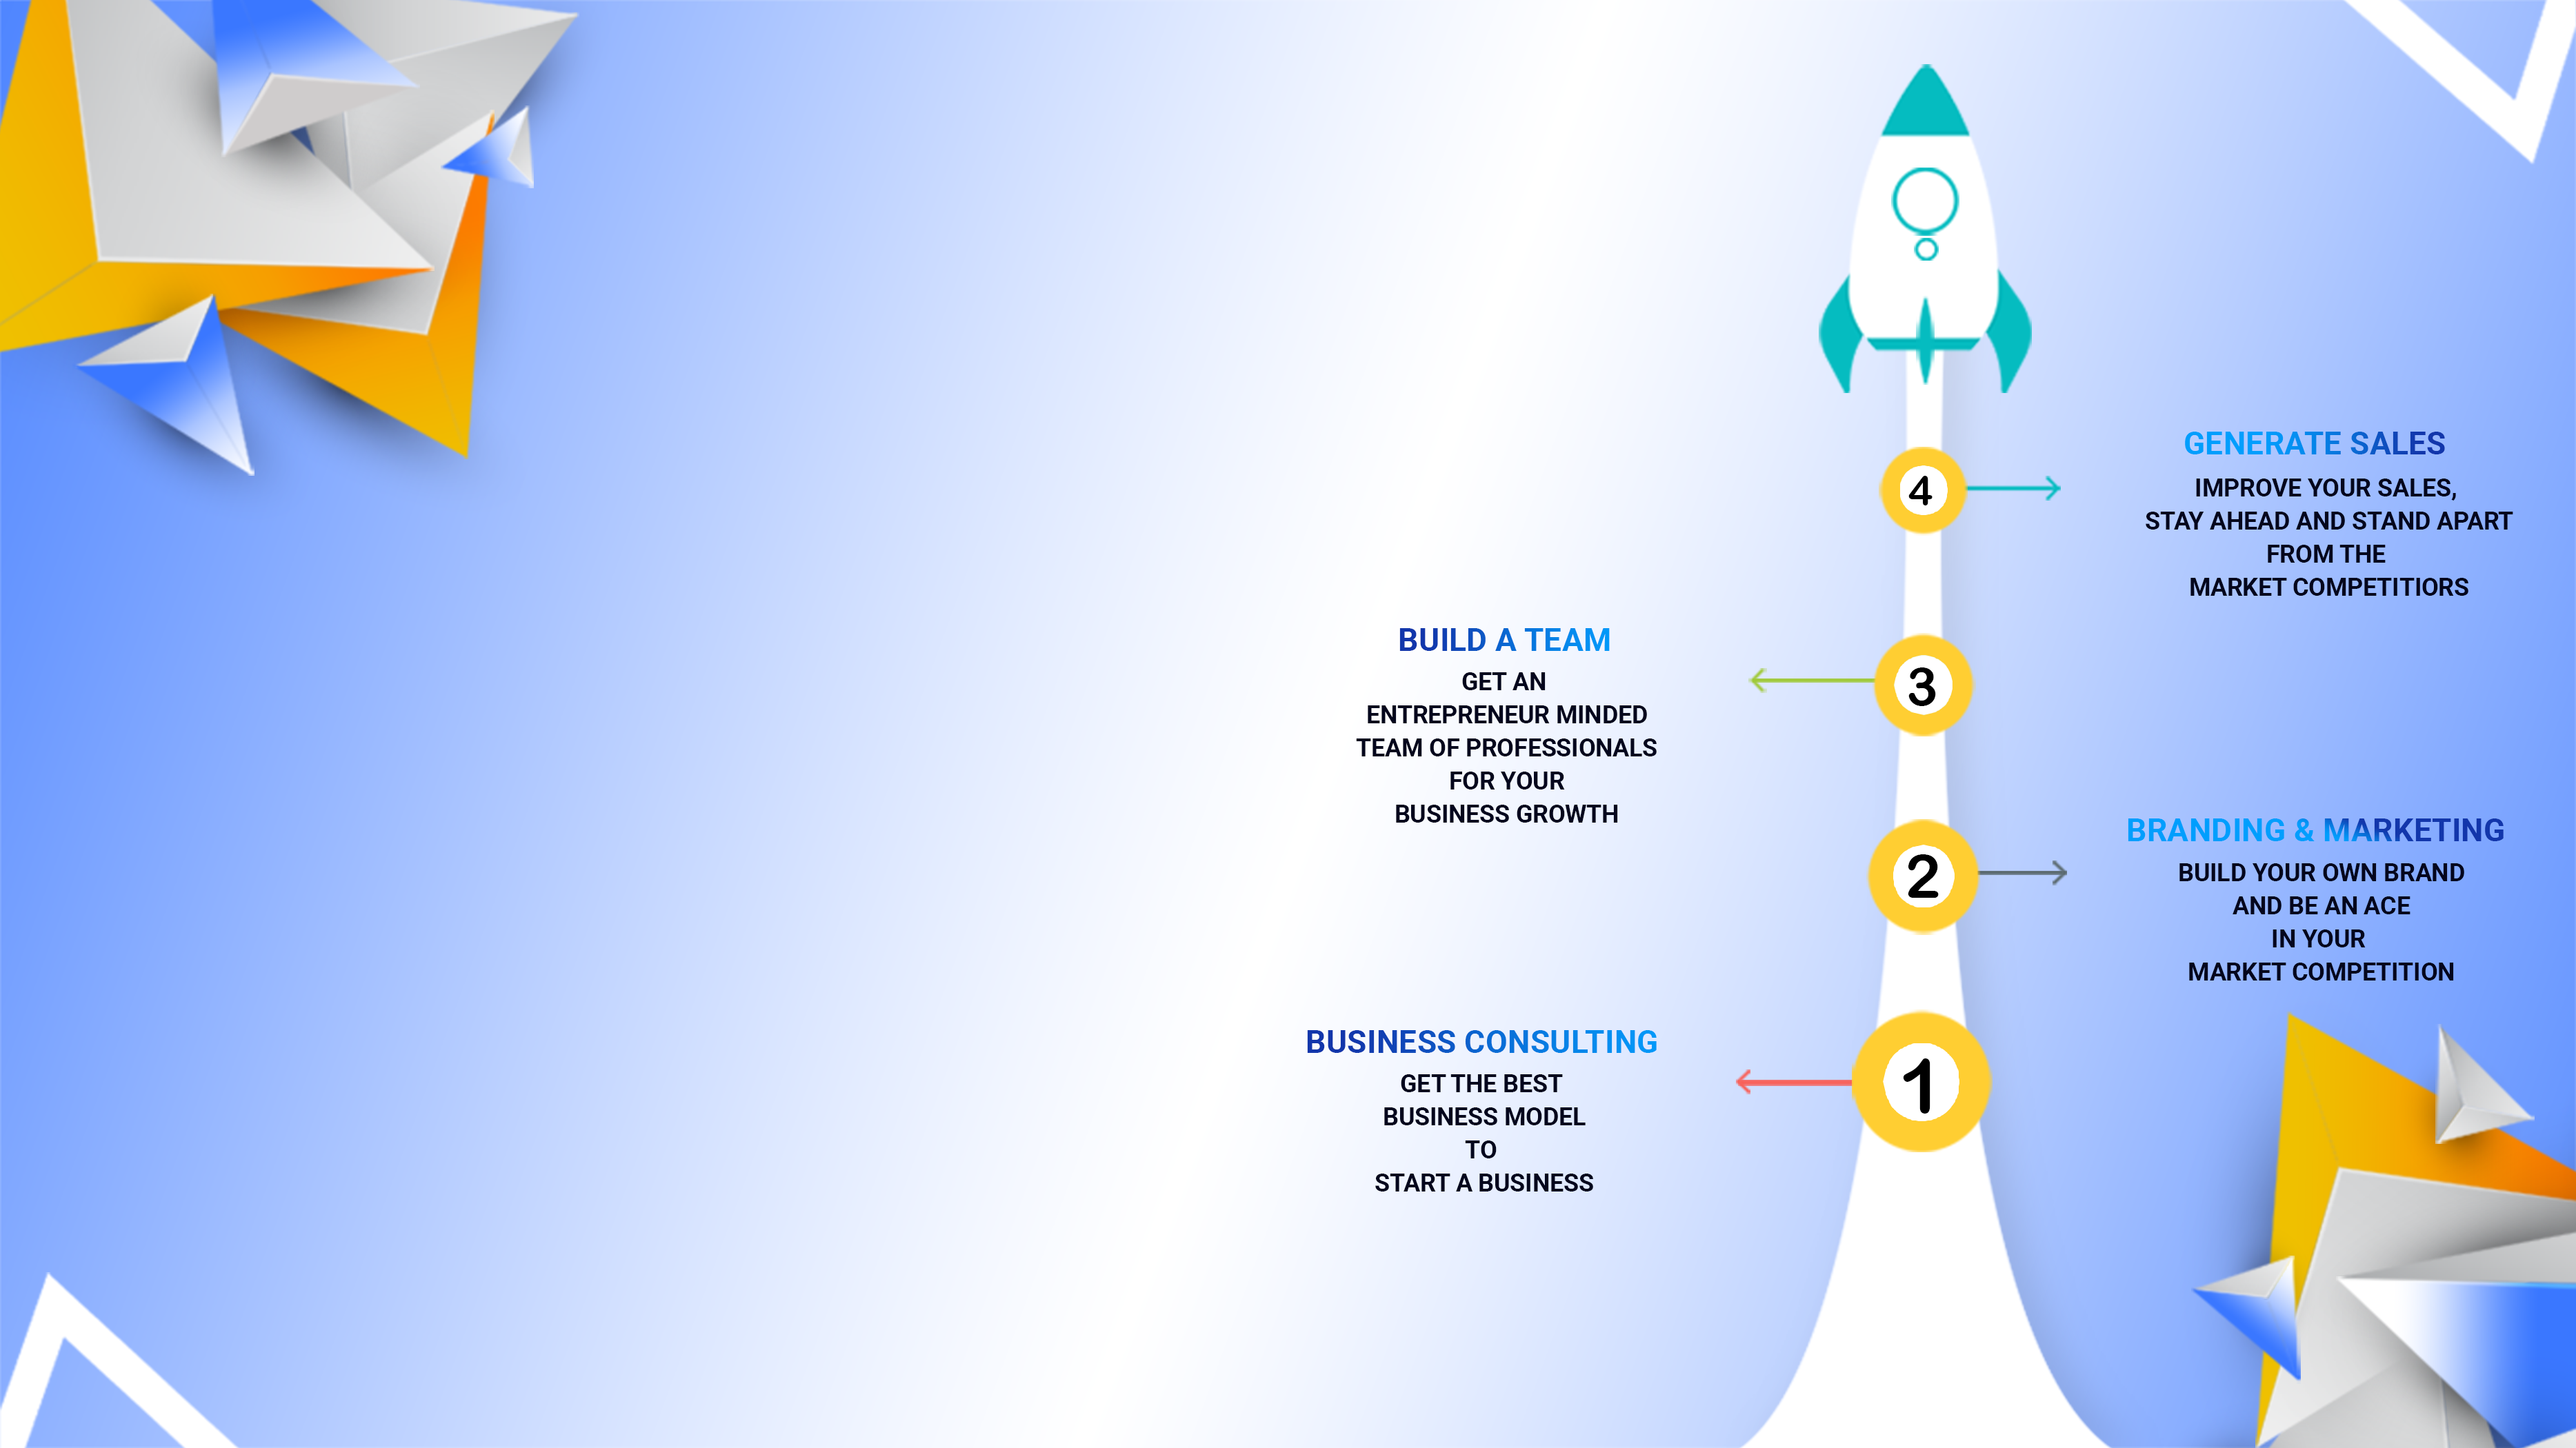 GENERATE SALES
4
IMPROVE YOUR SALES,
STAY AHEAD AND STAND APART
FROM THE
MARKET COMPETITIORS
BUILD A TEAM
3
GET AN
ENTREPRENEUR MINDED
TEAM OF PROFESSIONALS
FOR YOUR
BUSINESS GROWTH
BRANDING & MARKETING
2
BUILD YOUR OWN BRAND
AND BE AN ACE
IN YOUR
MARKET COMPETITION
BUSINESS CONSULTING
1
GET THE BEST
BUSINESS MODEL
TO
START A BUSINESS